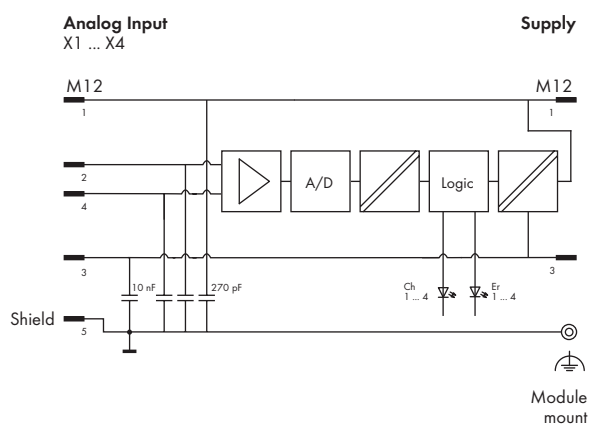 Analog Input
X1 ... X4
Supply
M12
M12
1
1
2
4
A/D
Logic
3
3
10 nF
270 pF
Ch
1 ... 4
Er
1 ... 4
Shield
5
Module
mount